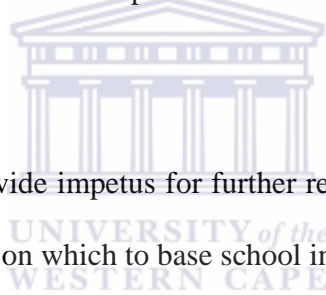 vide impetus for further re
UNIVERSITY of the
on which to base school in
WESTERN CAPE